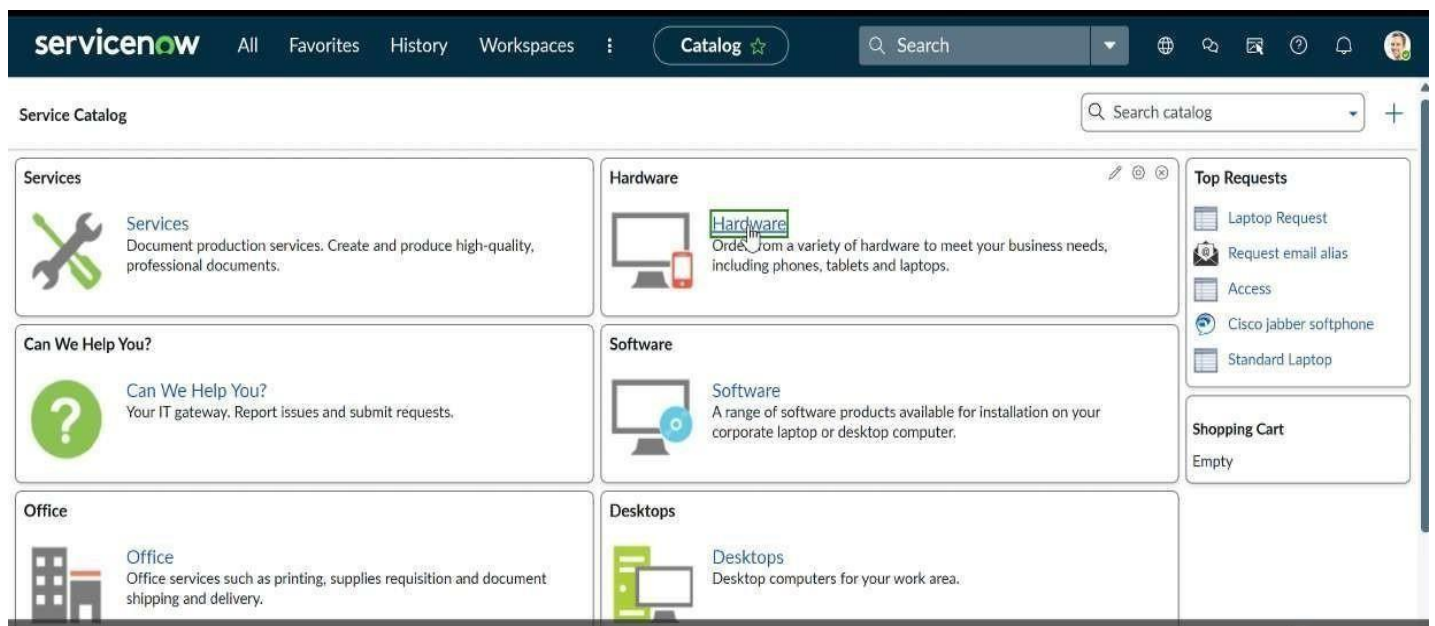 servicenow All Favorites History Workspaces Catalog Search
Service Catalog
Search catalog
Services
Services
Document production services. Create and produce high-quality,
professional documents.
Hardware
Hardware
Order from a variety of hardware to meet your business needs,
including phones, tablets and laptops.
Top Requests
Laptop Request
Request email alias
Access
Cisco jabber softphone
Standard Laptop
Can We Help You?
Can We Help You?
Your IT gateway. Report issues and submit requests.
Software
Software
A range of software products available for installation on your
corporate laptop or desktop computer.
Shopping Cart
Empty
Office
Office
Office services such as printing, supplies requisition and document
shipping and delivery.
Desktops
Desktops
Desktop computers for your work area.